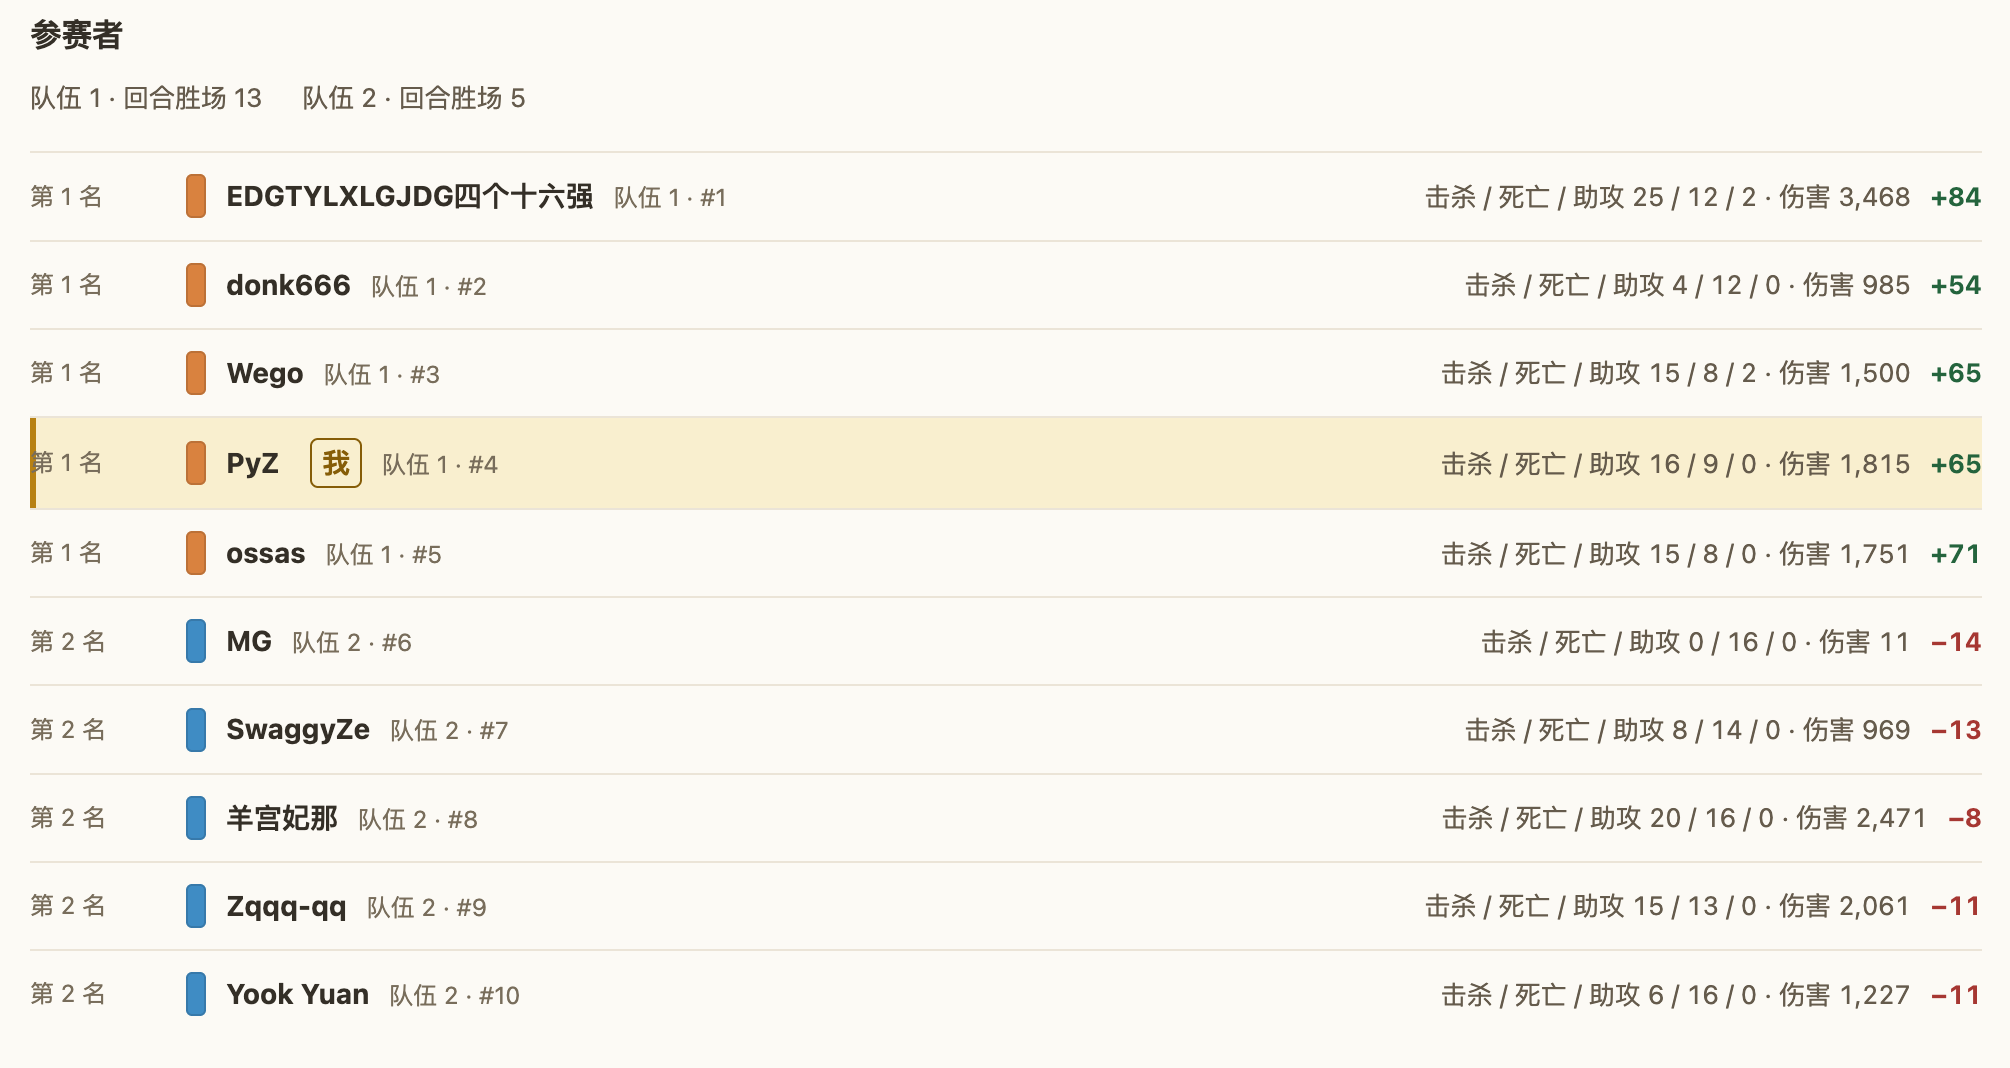 参赛者
队伍 1 · 回合胜场 13 队伍 2 · 回合胜场 5
第 1 名 EDGTYLXLGJDG四个十六强 队伍 1 · #1 击杀 / 死亡 / 助攻 25 / 12 / 2 · 伤害 3,468 +84
第 1 名 donk666 队伍 1 · #2 击杀 / 死亡 / 助攻 4 / 12 / 0 · 伤害 985 +54
第 1 名 Wego 队伍 1 · #3 击杀 / 死亡 / 助攻 15 / 8 / 2 · 伤害 1,500 +65
第 1 名 PyZ 我 队伍 1 · #4 击杀 / 死亡 / 助攻 16 / 9 / 0 · 伤害 1,815 +65
第 1 名 ossas 队伍 1 · #5 击杀 / 死亡 / 助攻 15 / 8 / 0 · 伤害 1,751 +71
第 2 名 MG 队伍 2 · #6 击杀 / 死亡 / 助攻 0 / 16 / 0 · 伤害 11 −14
第 2 名 SwaggyZe 队伍 2 · #7 击杀 / 死亡 / 助攻 8 / 14 / 0 · 伤害 969 −13
第 2 名 羊宫妃那 队伍 2 · #8 击杀 / 死亡 / 助攻 20 / 16 / 0 · 伤害 2,471 −8
第 2 名 Zqqq-qq 队伍 2 · #9 击杀 / 死亡 / 助攻 15 / 13 / 0 · 伤害 2,061 −11
第 2 名 Yook Yuan 队伍 2 · #10 击杀 / 死亡 / 助攻 6 / 16 / 0 · 伤害 1,227 −11